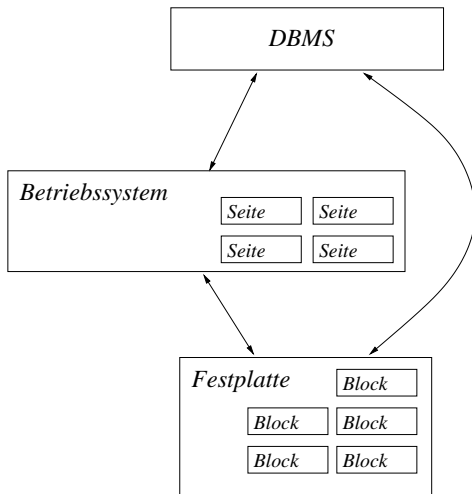 DBMS
Betriebssystem
Seite Seite
Seite Seite
Festplatte
Block
Block Block
Block Block